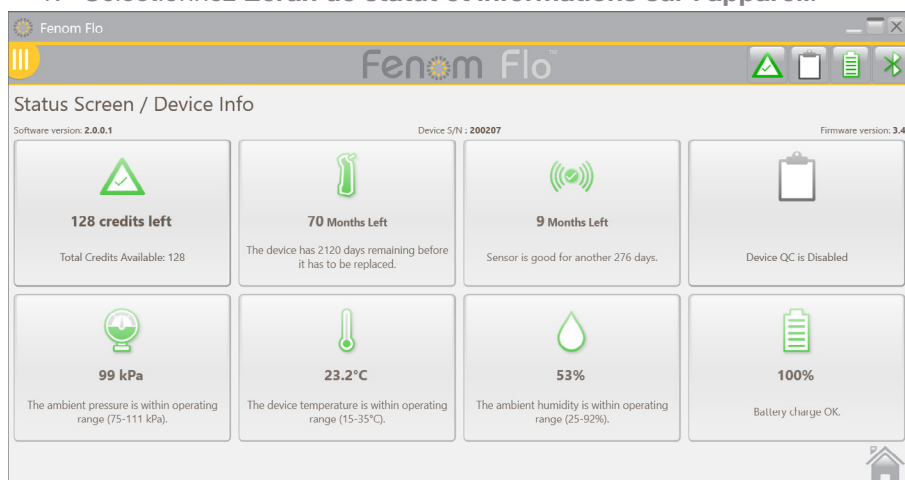 Fenom Flo
Fenom Flo™
Status Screen / Device Info
Software version: 2.0.0.1
Device S/N : 200207
Firmware version: 3.4
128 credits left
Total Credits Available: 128
70 Months Left
The device has 2120 days remaining before
it has to be replaced.
9 Months Left
Sensor is good for another 276 days.
Device QC is Disabled
99 kPa
The ambient pressure is within operating
range (75-111 kPa).
23.2°C
The device temperature is within operating
range (15-35°C).
53%
The ambient humidity is within operating
range (25-92%).
100%
Battery charge OK.